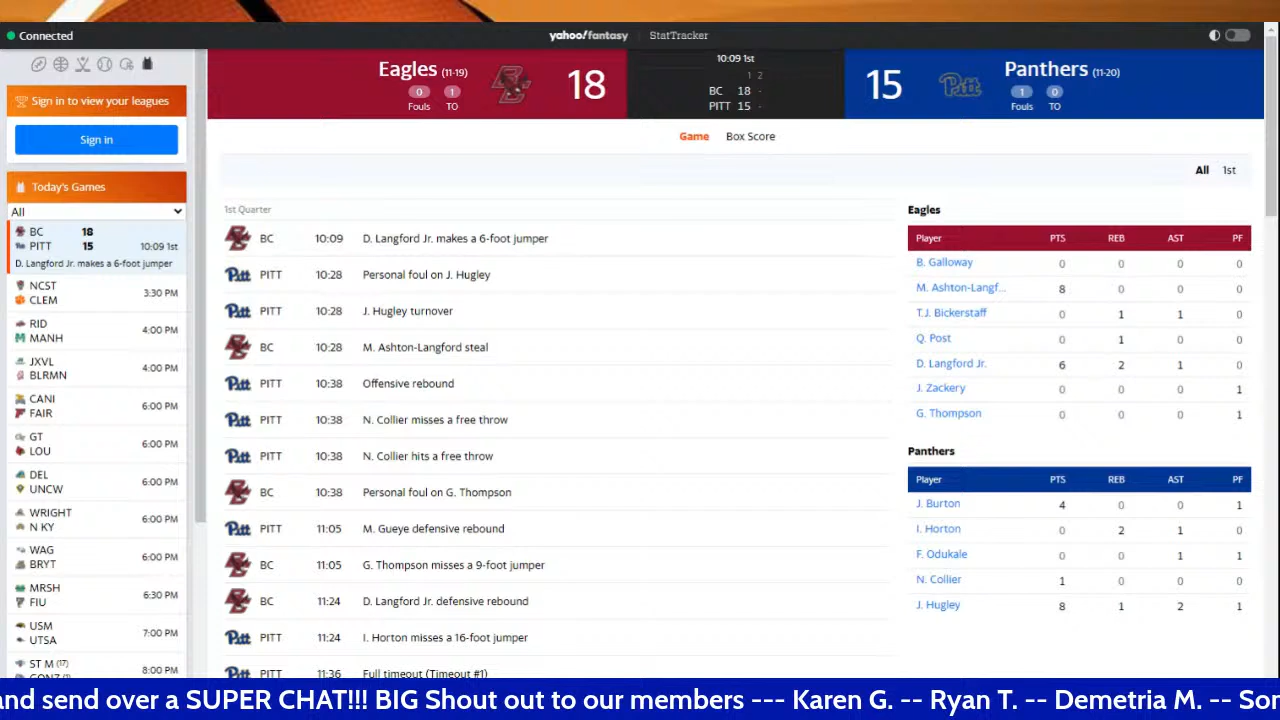 Connected
yahoo!fantasy StatTracker
Sign in to view your leagues
Sign in
Today's Games
All
BC 18
PITT 15 10:09 1st
D. Langford Jr. makes a 6-foot jumper
NCST
CLEM
3:30 PM
RID
MANH
4:00 PM
JXVL
BLRMN
4:00 PM
CANI
FAIR
6:00 PM
GT
LOU
6:00 PM
DEL
UNCW
6:00 PM
WRIGHT
N KY
6:00 PM
WAG
BRYT
6:00 PM
MRSH
FIU
6:30 PM
USM
UTSA
7:00 PM
ST M (17)
8:00 PM
Eagles (11-19)
0 1
Fouls TO
18
10:09 1st
1 2
BC 18 -
PITT 15 -
15
Pitt
Panthers (11-20)
1 0
Fouls TO
Game Box Score
All 1st
1st Quarter
BC 10:09 D. Langford Jr. makes a 6-foot jumper
Pitt PITT 10:28 Personal foul on J. Hugley
Pitt PITT 10:28 J. Hugley turnover
BC 10:28 M. Ashton-Langford steal
Pitt PITT 10:38 Offensive rebound
Pitt PITT 10:38 N. Collier misses a free throw
Pitt PITT 10:38 N. Collier hits a free throw
BC 10:38 Personal foul on G. Thompson
Pitt PITT 11:05 M. Gueye defensive rebound
BC 11:05 G. Thompson misses a 9-foot jumper
BC 11:24 D. Langford Jr. defensive rebound
Pitt PITT 11:24 I. Horton misses a 16-foot jumper
Pitt PITT 11:36 Full timeout (Timeout #1)
Eagles
Player PTS REB AST PF
B. Galloway 0 0 0 0
M. Ashton-Langf... 8 0 0 0
T.J. Bickerstaff 0 1 1 0
Q. Post 0 1 0 0
D. Langford Jr. 6 2 1 0
J. Zackery 0 0 0 1
G. Thompson 0 0 0 1
Panthers
Player PTS REB AST PF
J. Burton 4 0 0 1
I. Horton 0 2 1 0
F. Odukale 0 0 1 1
N. Collier 1 0 0 0
J. Hugley 8 1 2 1
and send over a SUPER CHAT!!! BIG Shout out to our members --- Karen G. -- Ryan T. -- Demetria M. -- Sor